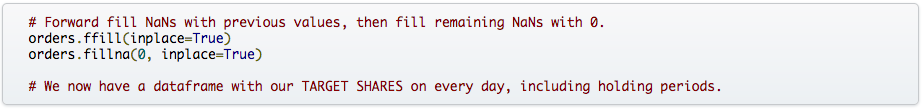 # Forward fill NaNs with previous values, then fill remaining NaNs with 0.
orders.ffill(inplace=True)
orders.fillna(0, inplace=True)
# We now have a dataframe with our TARGET SHARES on every day, including holding periods.